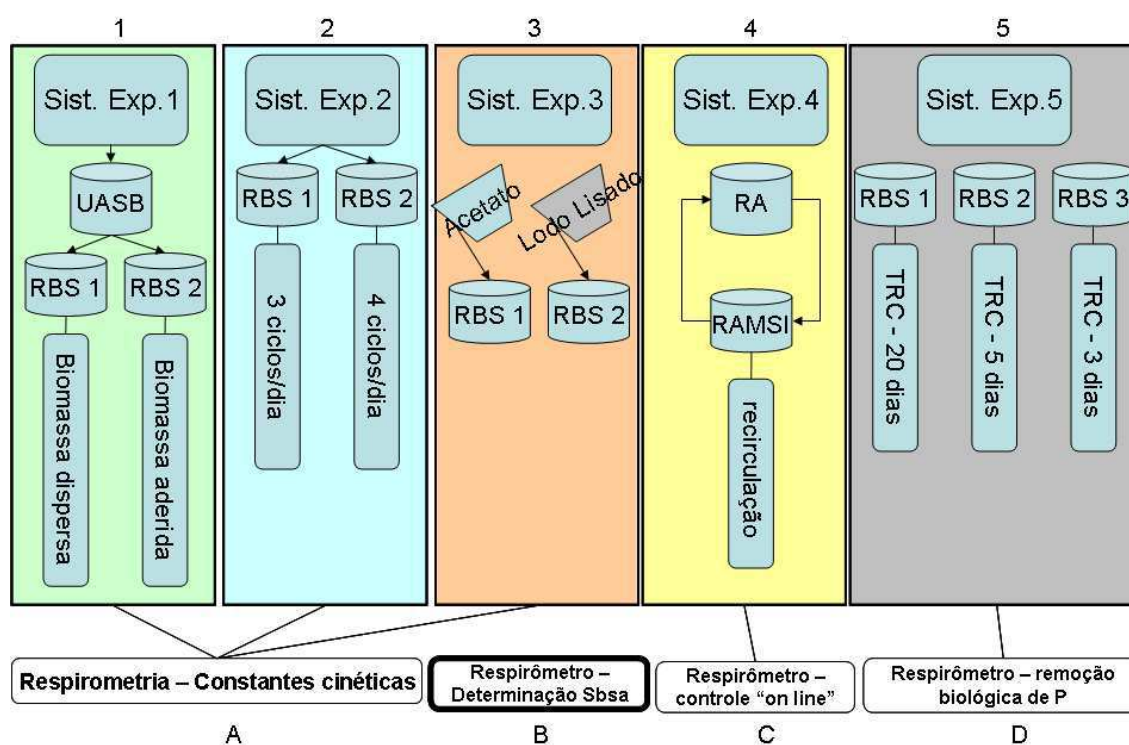 1
2
3
4
5
Sist. Exp.1
Sist. Exp.2
Sist. Exp.3
Sist. Exp.4
Sist. Exp.5
UASB
RBS 1
RBS 2
Biomassa dispersa
Biomassa aderida
RBS 1
RBS 2
3 ciclos/dia
4 ciclos/dia
Acetato
Lodo Lisado
RBS 1
RBS 2
RA
RAMSI
recirculação
RBS 1
RBS 2
RBS 3
TRC - 20 dias
TRC - 5 dias
TRC - 3 dias
Respirometria – Constantes cinéticas
Respirômetro –
Determinação Sbsa
Respirômetro –
controle “on line”
Respirômetro – remoção
biológica de P
A
B
C
D